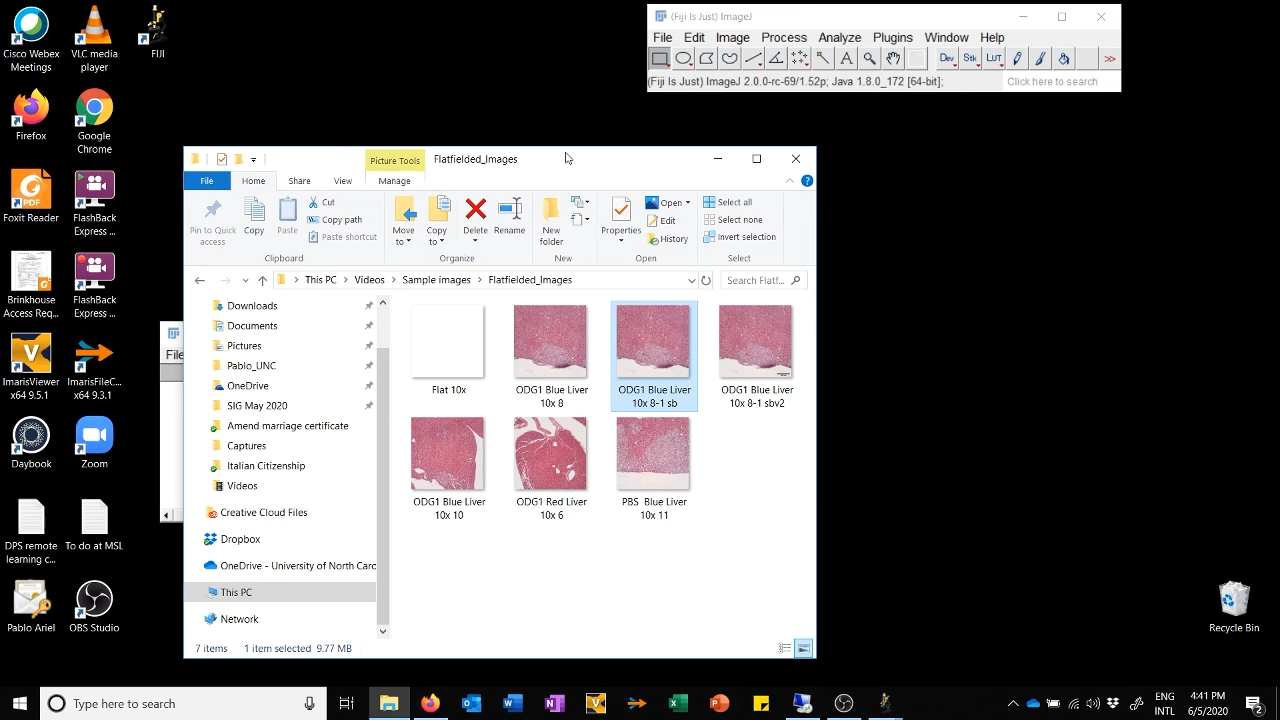 Cisco Webex
Meetings
VLC media
player
FIJI
Firefox
Google
Chrome
Foxit Reader
FlashBack
Express ...
Brinkhouse
Access Req...
FlashBack
Express ...
ImarisViewer
x64 9.5.1
ImarisFileC...
x64 9.3.1
Daybook
Zoom
DPS remote
learning c...
To do at MSL
Pablo Ariel
OBS Studio
(Fiji Is Just) ImageJ
File Edit Image Process Analyze Plugins Window Help
Dev Stk LUT >>
(Fiji Is Just) ImageJ 2.0.0-rc-69/1.52p; Java 1.8.0_172 [64-bit];
Click here to search
File
Picture Tools
Flatfielded_Images
File Home Share View Manage
Pin to Quick
access
Copy
Paste
Cut
Copy path
Paste shortcut
Clipboard
Move
to
Copy
to
Delete
Rename
Organize
New
folder
New
Properties
Open
Edit
History
Open
Select all
Select none
Invert selection
Select
This PC > Videos > Sample images > Flatfielded_Images
Search Flatf...
Downloads
Documents
Pictures
Pablo_UNC
OneDrive
SIG May 2020
Amend marriage certificate
Captures
Italian Citizenship
Videos
Creative Cloud Files
Dropbox
OneDrive - University of North Caro
This PC
Network
Flat 10x
ODG1 Blue Liver
10x 8
ODG1 Blue Liver
10x 8-1 sb
ODG1 Blue Liver
10x 8-1 sbv2
ODG1 Blue Liver
10x 10
ODG1 Red Liver
10x 6
PBS Blue Liver
10x 11
7 items 1 item selected 9.77 MB
Recycle Bin
Type here to search
ENG
INTL
4:41 PM
6/5/2020
2